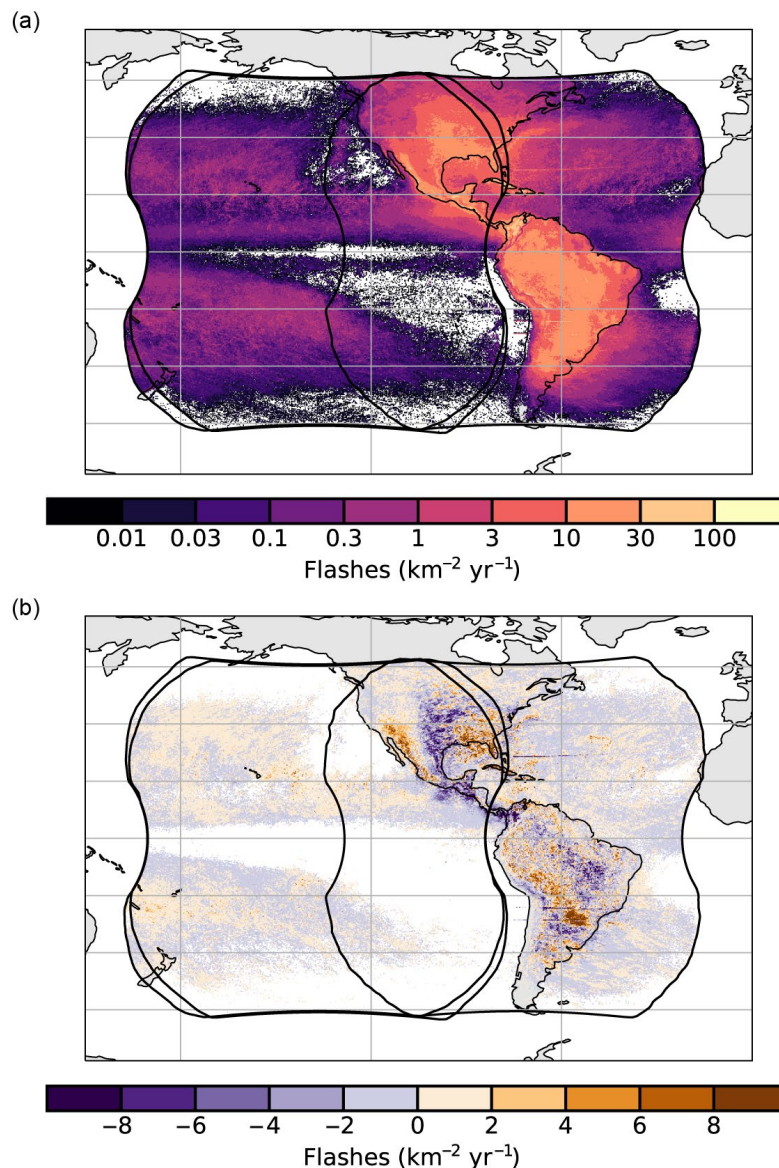 (a)
0.01 0.03 0.1 0.3 1 3 10 30 100
Flashes (km⁻² yr⁻¹)
(b)
−8 −6 −4 −2 0 2 4 6 8
Flashes (km⁻² yr⁻¹)